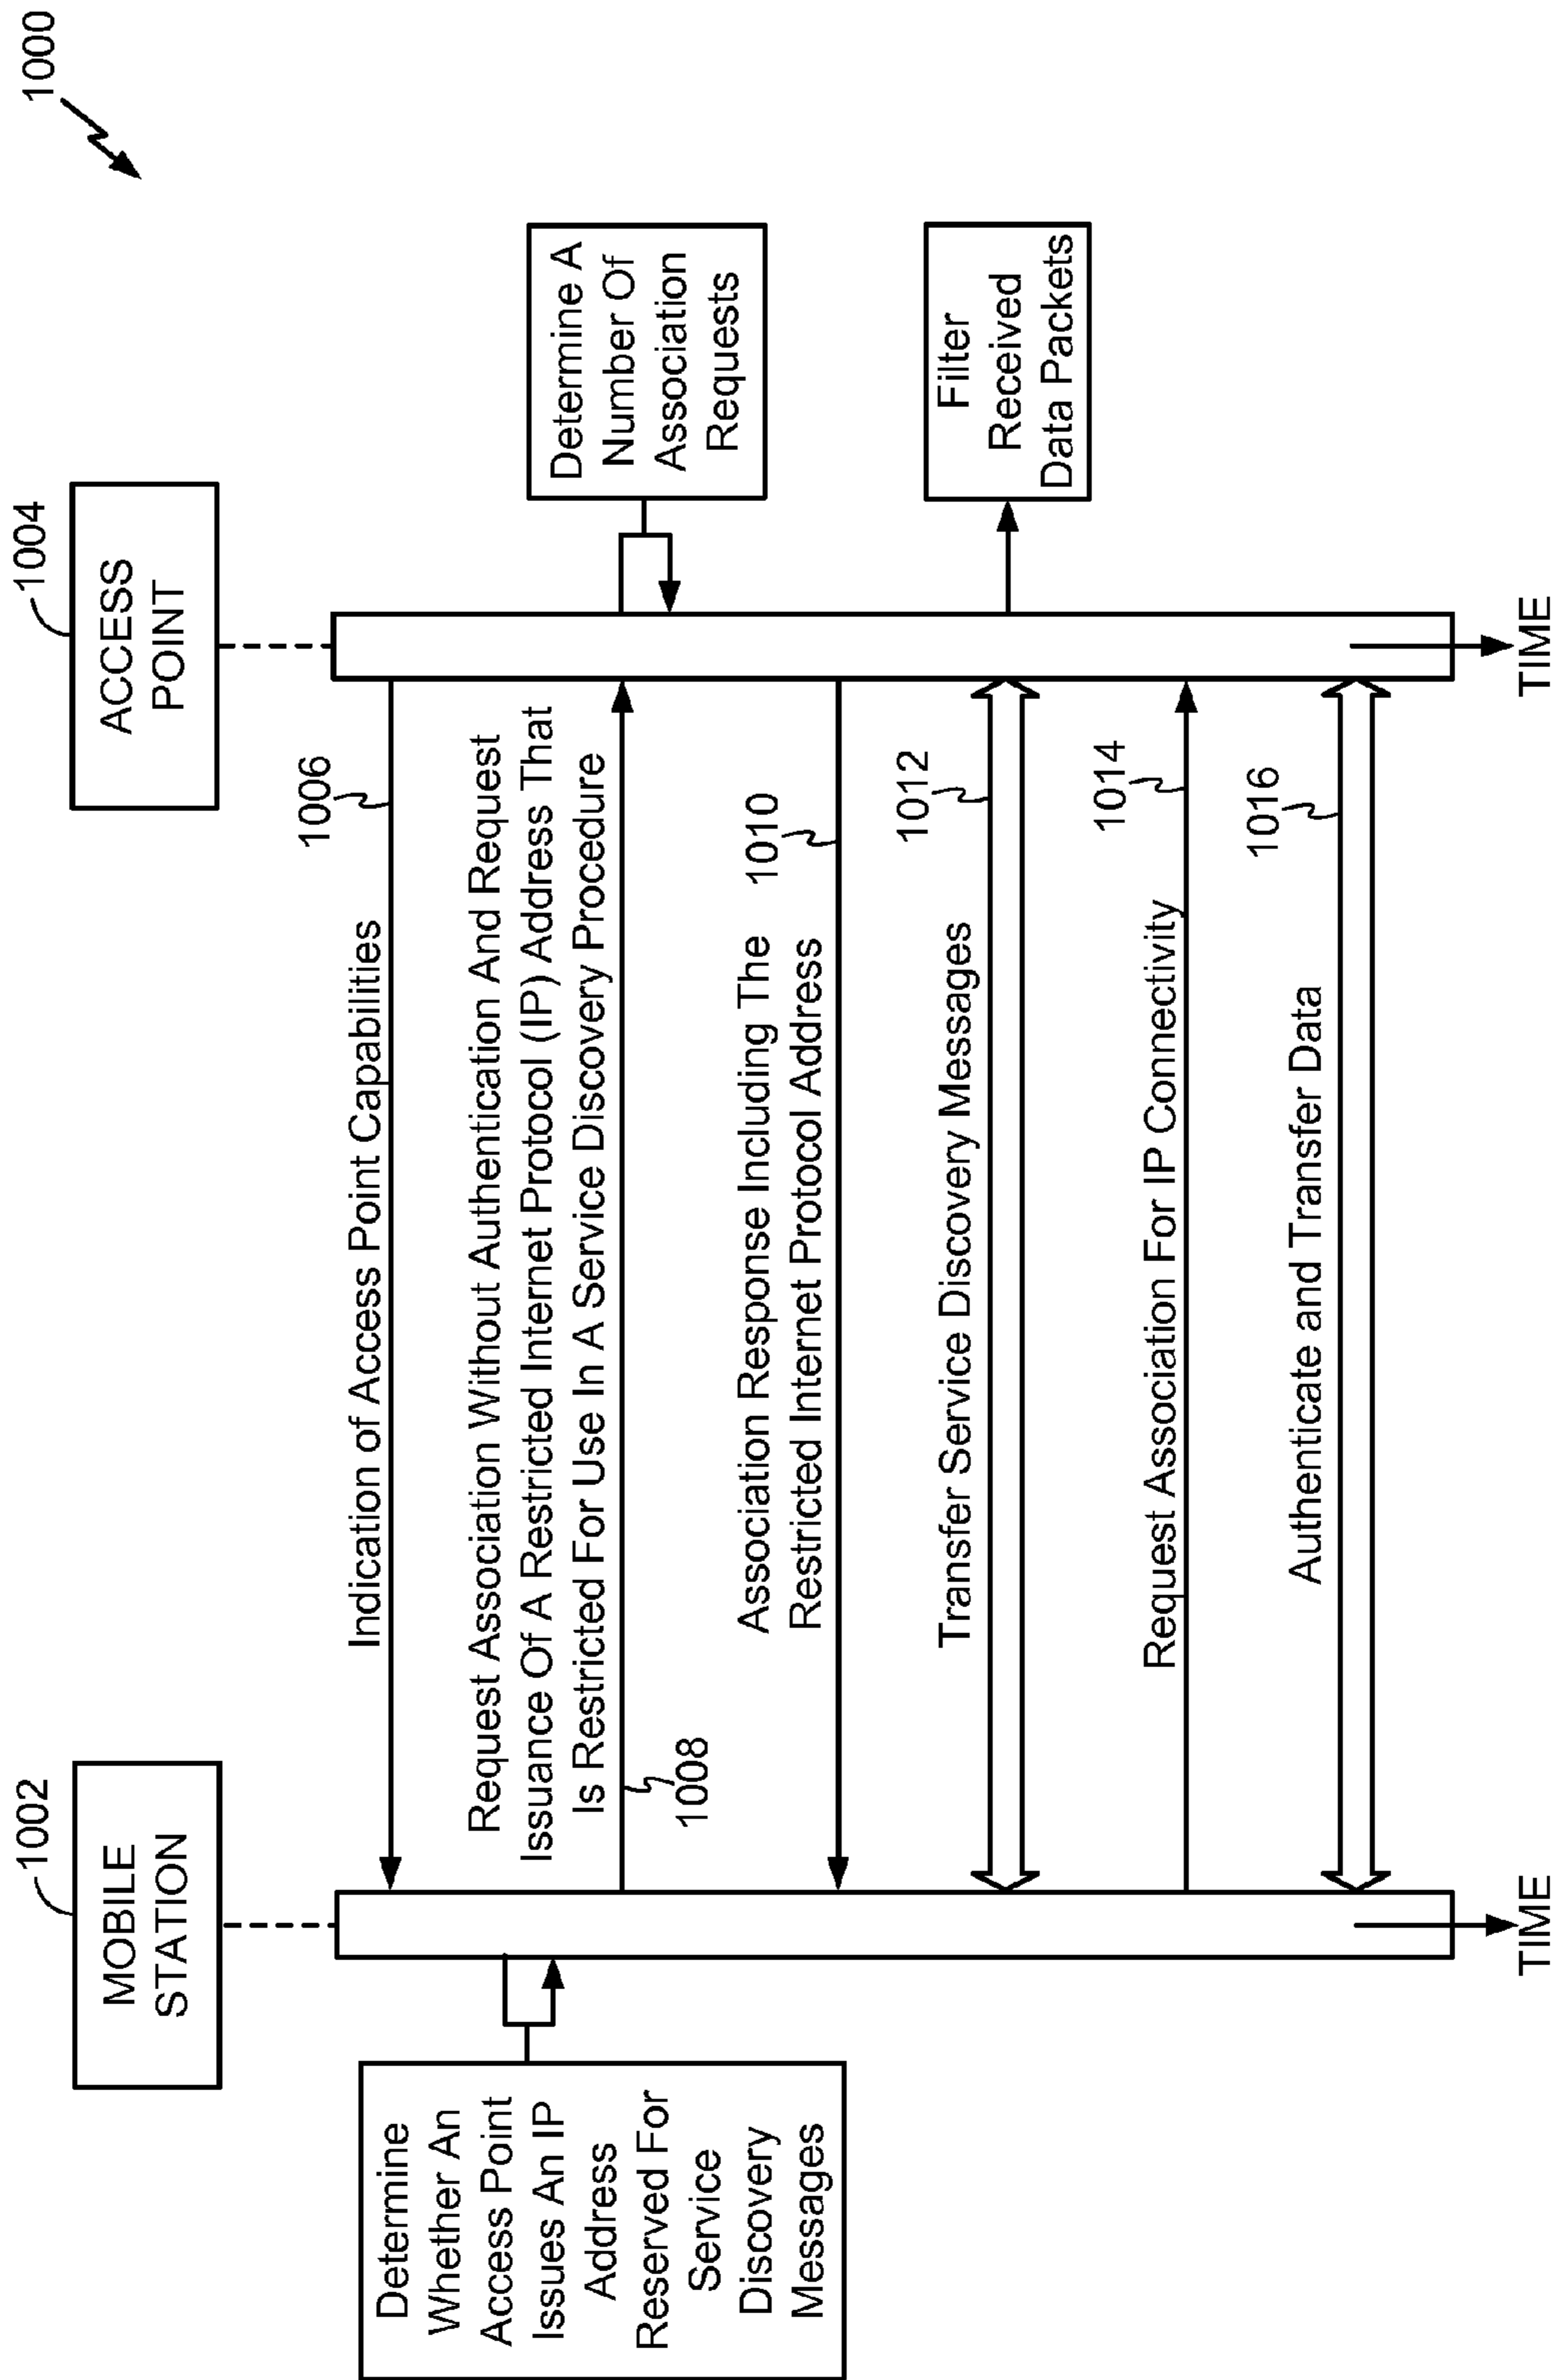 1000
1002
MOBILE
STATION
1004
ACCESS
POINT
Indication of Access Point Capabilities
1006
Determine
Whether An
Access Point
Issues An IP
Address
Reserved For
Service
Discovery
Messages
Request Association Without Authentication And Request
Issuance Of A Restricted Internet Protocol (IP) Address That
Is Restricted For Use In A Service Discovery Procedure
1008
Determine A
Number Of
Association
Requests
Association Response Including The
Restricted Internet Protocol Address
1010
Transfer Service Discovery Messages
1012
Filter
Received
Data Packets
Request Association For IP Connectivity
1014
Authenticate and Transfer Data
1016
TIME
TIME